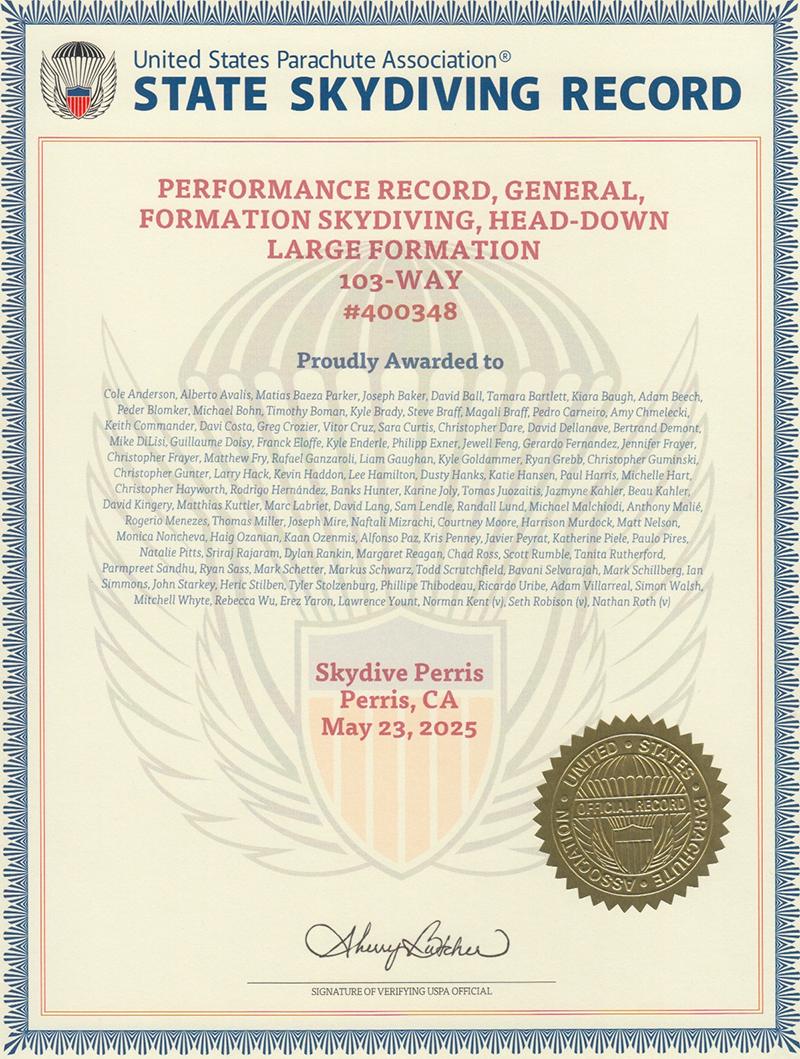 United States Parachute Association®
STATE SKYDIVING RECORD
PERFORMANCE RECORD, GENERAL,
FORMATION SKYDIVING, HEAD-DOWN
LARGE FORMATION
103-WAY
#400348
Proudly Awarded to
Cole Anderson, Alberto Avalis, Matias Baeza Parker, Joseph Baker, David Ball, Tamara Bartlett, Kiara Baugh, Adam Beech,
Peder Blomker, Michael Bohn, Timothy Boman, Kyle Brady, Steve Braff, Magali Braff, Pedro Carneiro, Amy Chmelecki,
Keith Commander, Davi Costa, Greg Crozier, Vitor Cruz, Sara Curtis, Christopher Dare, David Dellanave, Bertrand Demont,
Mike DiLisi, Guillaume Doisy, Franck Eloffe, Kyle Enderle, Philipp Exner, Jewell Feng, Gerardo Fernandez, Jennifer Frayer,
Christopher Frayer, Matthew Fry, Rafael Ganzaroli, Liam Gaughan, Kyle Goldammer, Ryan Grebb, Christopher Guminski,
Christopher Gunter, Larry Hack, Kevin Haddon, Lee Hamilton, Dusty Hanks, Katie Hansen, Paul Harris, Michelle Hart,
Christopher Hayworth, Rodrigo Hernández, Banks Hunter, Karine Joly, Tomas Juozaitis, Jazmyne Kahler, Beau Kahler,
David Kingery, Matthias Kuttler, Marc Labriet, David Lang, Sam Lendle, Randall Lund, Michael Malchiodi, Anthony Malié,
Rogerio Menezes, Thomas Miller, Joseph Mire, Naftali Mizrachi, Courtney Moore, Harrison Murdock, Matt Nelson,
Monica Noncheva, Haig Ozanian, Kaan Ozenmis, Alfonso Paz, Kris Penney, Javier Peyrat, Katherine Piele, Paulo Pires,
Natalie Pitts, Sriraj Rajaram, Dylan Rankin, Margaret Reagan, Chad Ross, Scott Rumble, Tanita Rutherford,
Parmpreet Sandhu, Ryan Sass, Mark Schetter, Markus Schwarz, Todd Scrutchfield, Bavani Selvarajah, Mark Schillberg, Ian
Simmons, John Starkey, Heric Stilben, Tyler Stolzenburg, Phillipe Thibodeau, Ricardo Uribe, Adam Villarreal, Simon Walsh,
Mitchell Whyte, Rebecca Wu, Erez Yaron, Lawrence Yount, Norman Kent (v), Seth Robison (v), Nathan Roth (v)
Skydive Perris
Perris, CA
May 23, 2025
UNITED • STATES • PARACHUTE • ASSOCIATION •
OFFICIAL RECORD
Sherry Butcher
SIGNATURE OF VERIFYING USPA OFFICIAL